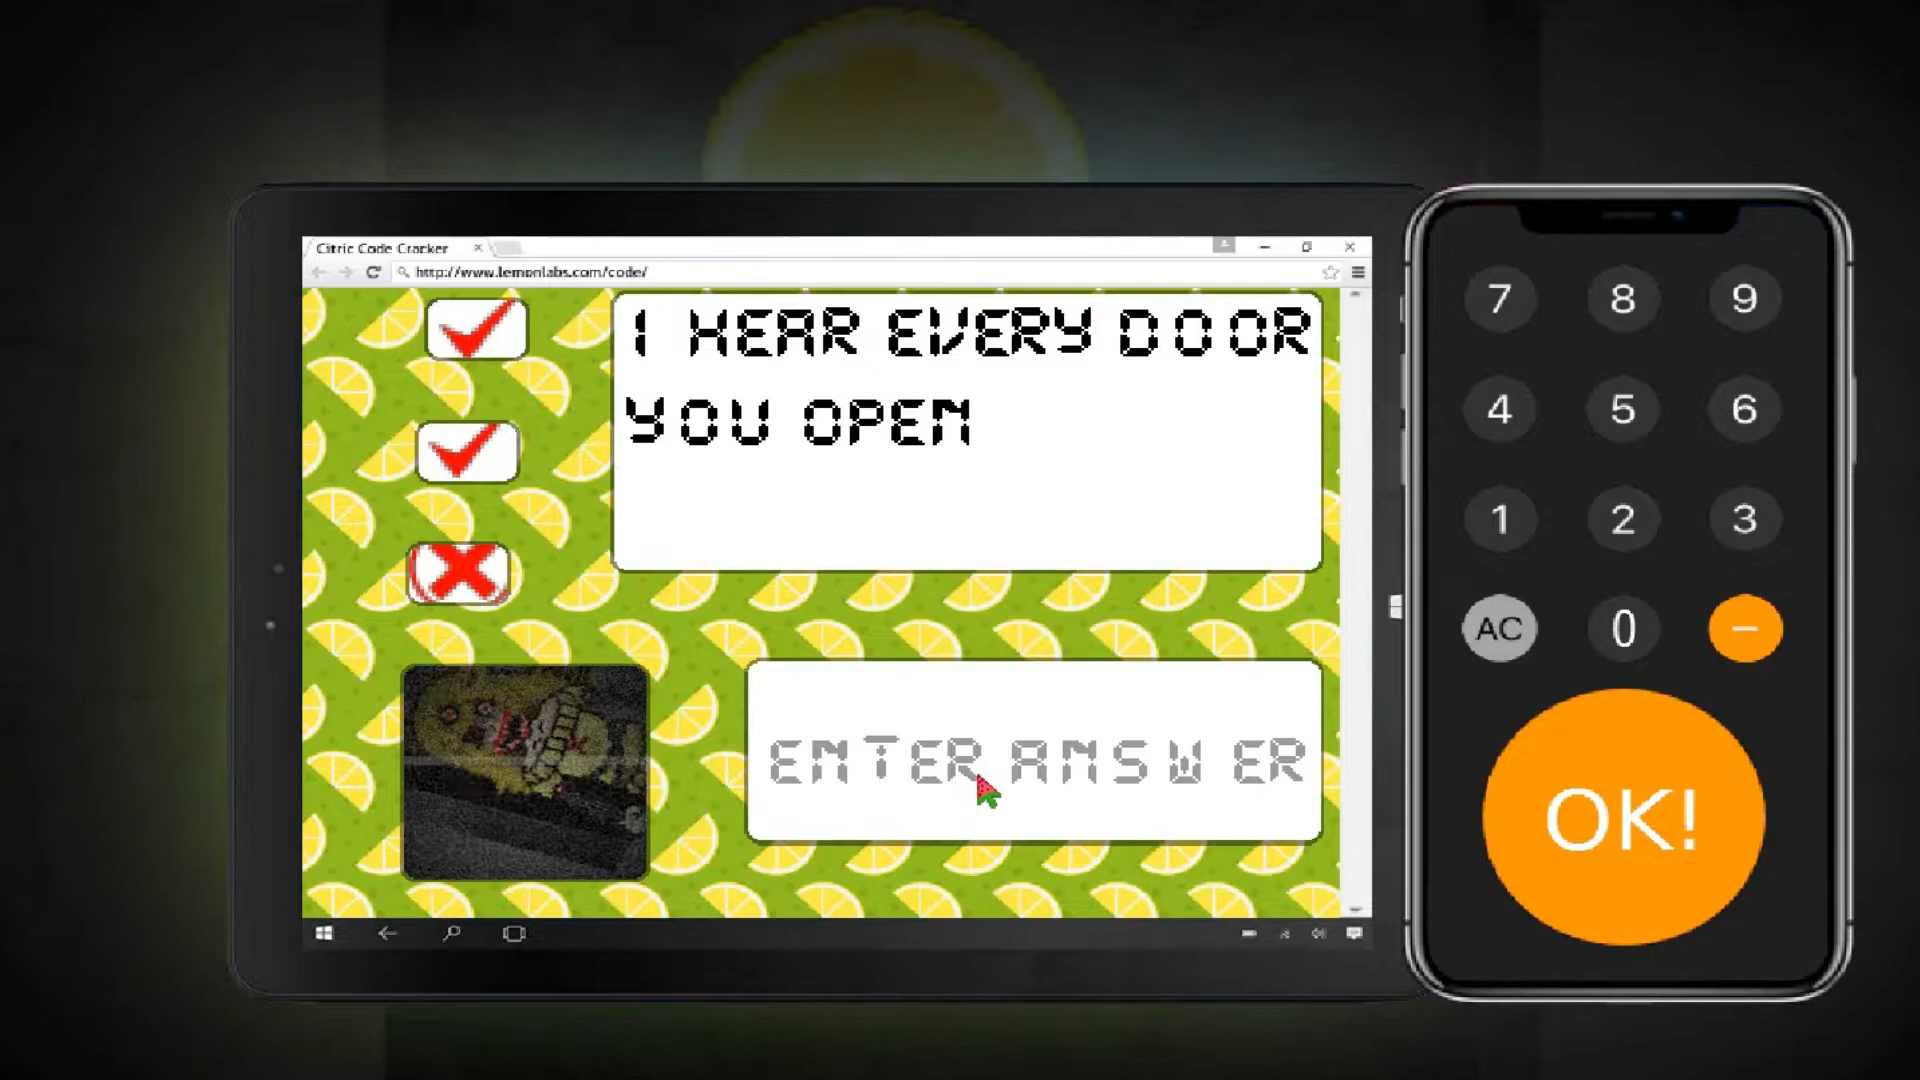 Citric Code Cracker
http://www.lemonlabs.com/code/
I HEAR EVERY DOOR
YOU OPEN
ENTER ANSWER
7 8 9
4 5 6
1 2 3
AC 0 −
OK!